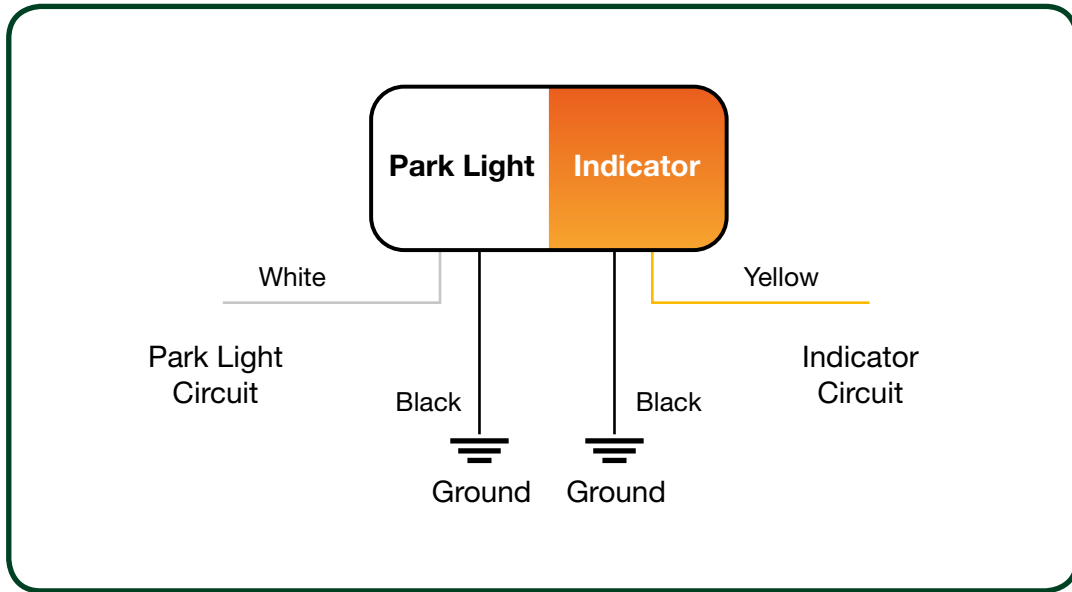 Park Light
Indicator
White
Yellow
Park Light
Circuit
Indicator
Circuit
Black
Black
Ground
Ground